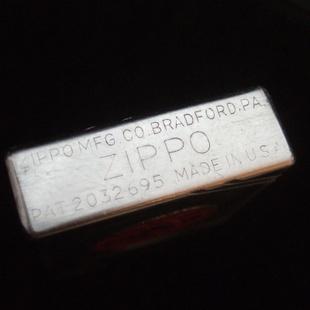 ZIPPO MFG. CO. BRADFORD. PA.
ZIPPO
PAT. 2032695 MADE IN U.S.A.